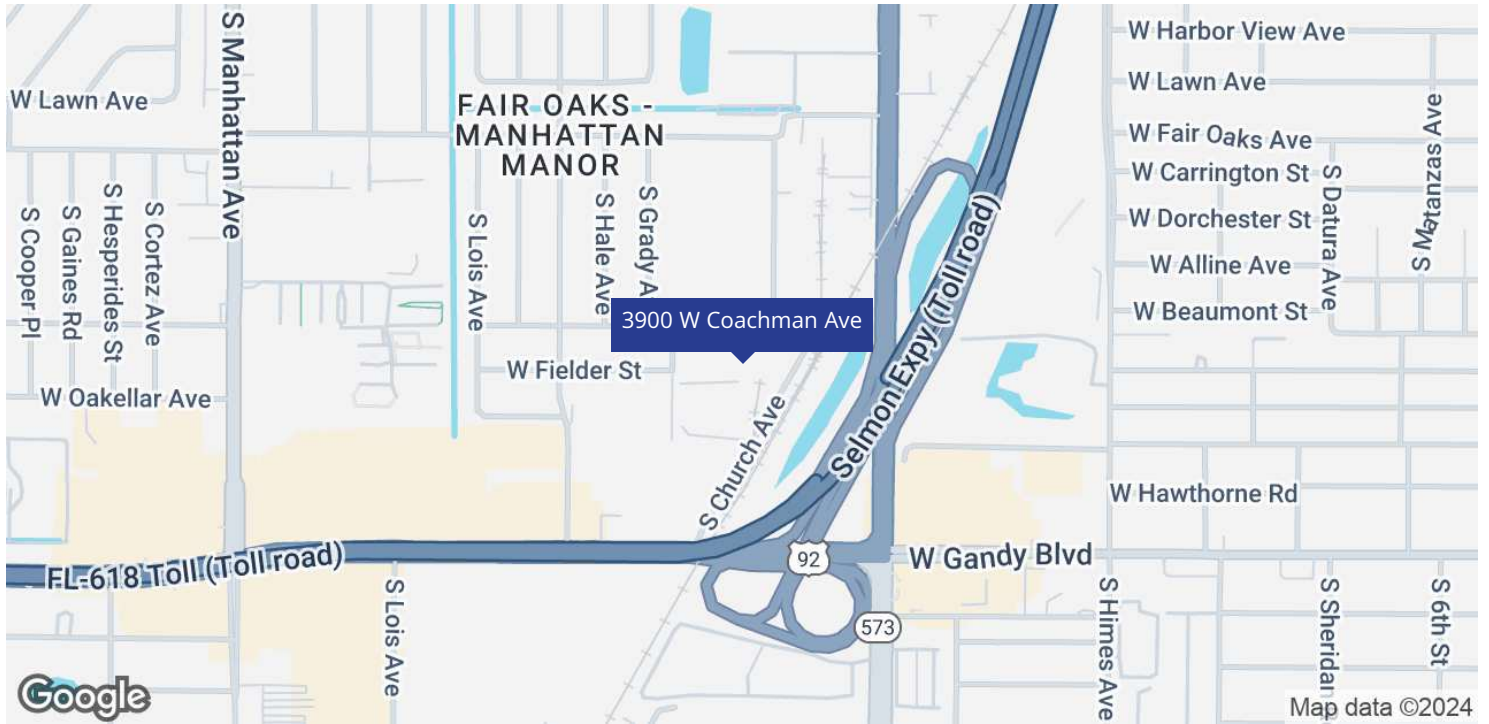 S Manhattan Ave
W Lawn Ave
FAIR OAKS -
MANHATTAN
MANOR
W Harbor View Ave
W Lawn Ave
W Fair Oaks Ave
W Carrington St
W Dorchester St
W Alline Ave
W Beaumont St
S Datura Ave
S Matanzas Ave
S Cooper Pl
S Gaines Rd
S Hesperides St
S Cortez Ave
S Lois Ave
S Hale Ave
S Grady A
3900 W Coachman Ave
W Fielder St
W Oakellar Ave
S Church Ave
Selmon Expy (Toll road)
W Hawthorne Rd
FL-618 Toll (Toll road)
92
W Gandy Blvd
573
S Lois Ave
S Himes Ave
S Sheridan
S 6th St
Google
Map data ©2024